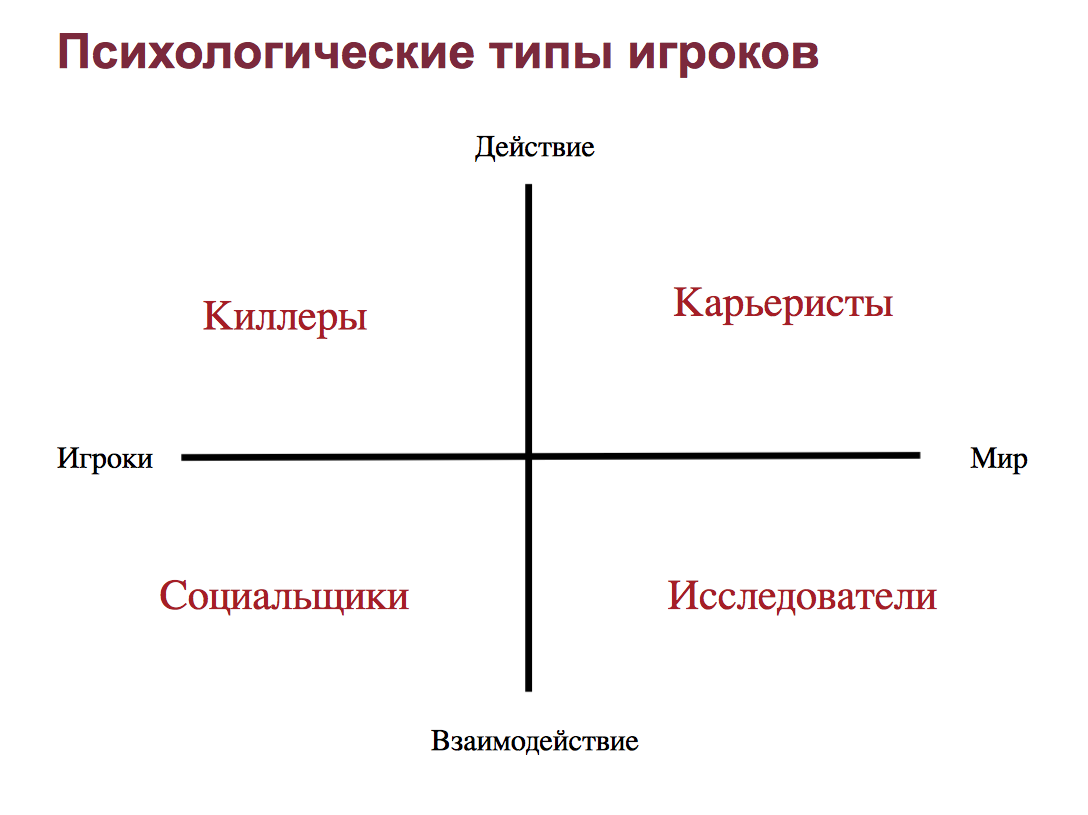 Психологические типы игроков
Действие
Киллеры
Карьеристы
Игроки
Мир
Социальщики
Исследователи
Взаимодействие